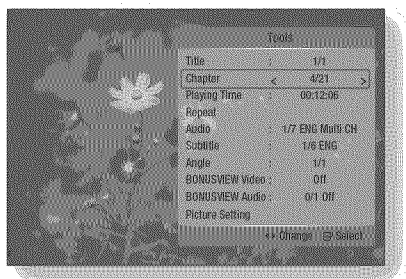 Tools
Title : 1/1
Chapter < 4/21 >
Playing Time : 00:12:06
Repeat
Audio : 1/7 ENG Multi CH
Subtitle : 1/6 ENG
Angle : 1/1
BONUSVIEW Video : Off
BONUSVIEW Audio : 0/1 Off
Picture Setting
Change Select